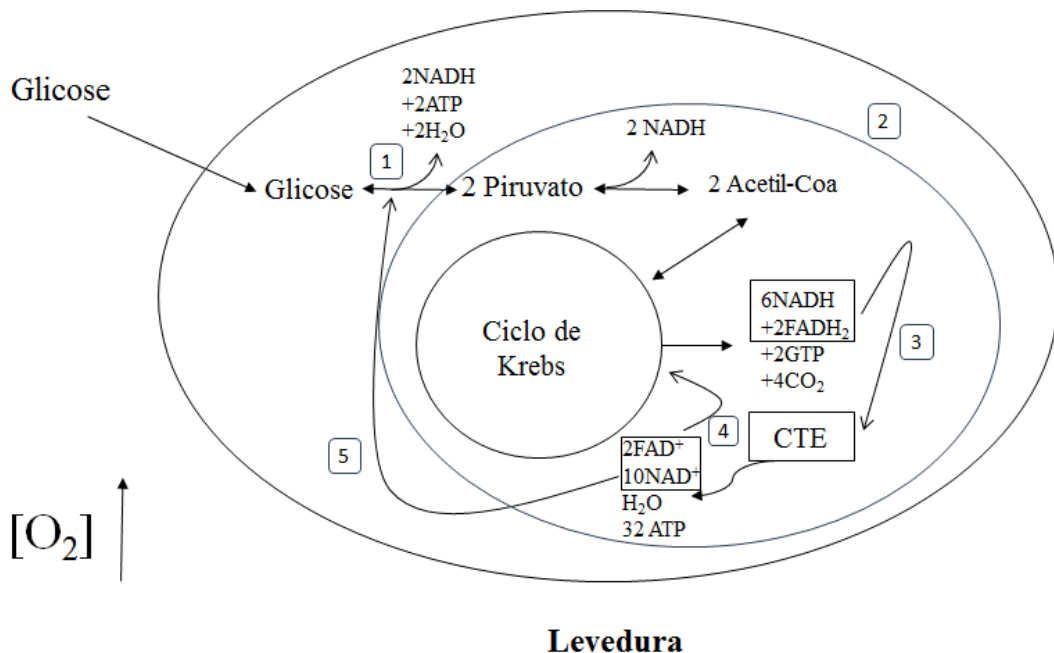 Glicose
2NADH
+2ATP
+2H₂O
1
Glicose
2 Piruvato
2 NADH
2 Acetil-Coa
2
Ciclo de
Krebs
6NADH
+2FADH₂
+2GTP
+4CO₂
3
CTE
4
2FAD⁺
10NAD⁺
H₂O
32 ATP
5
[O₂]
Levedura